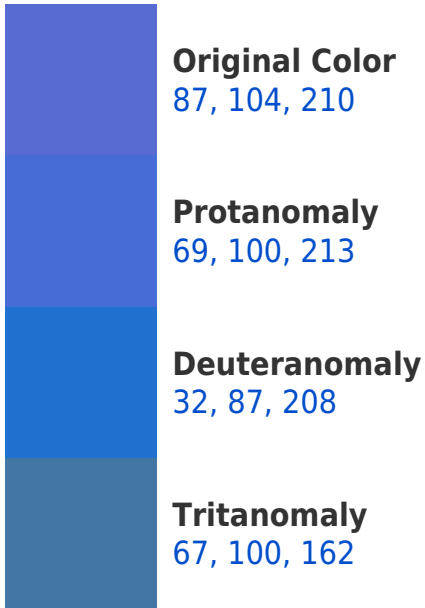 Original Color
87, 104, 210
Protanomaly
69, 100, 213
Deuteranomaly
32, 87, 208
Tritanomaly
67, 100, 162